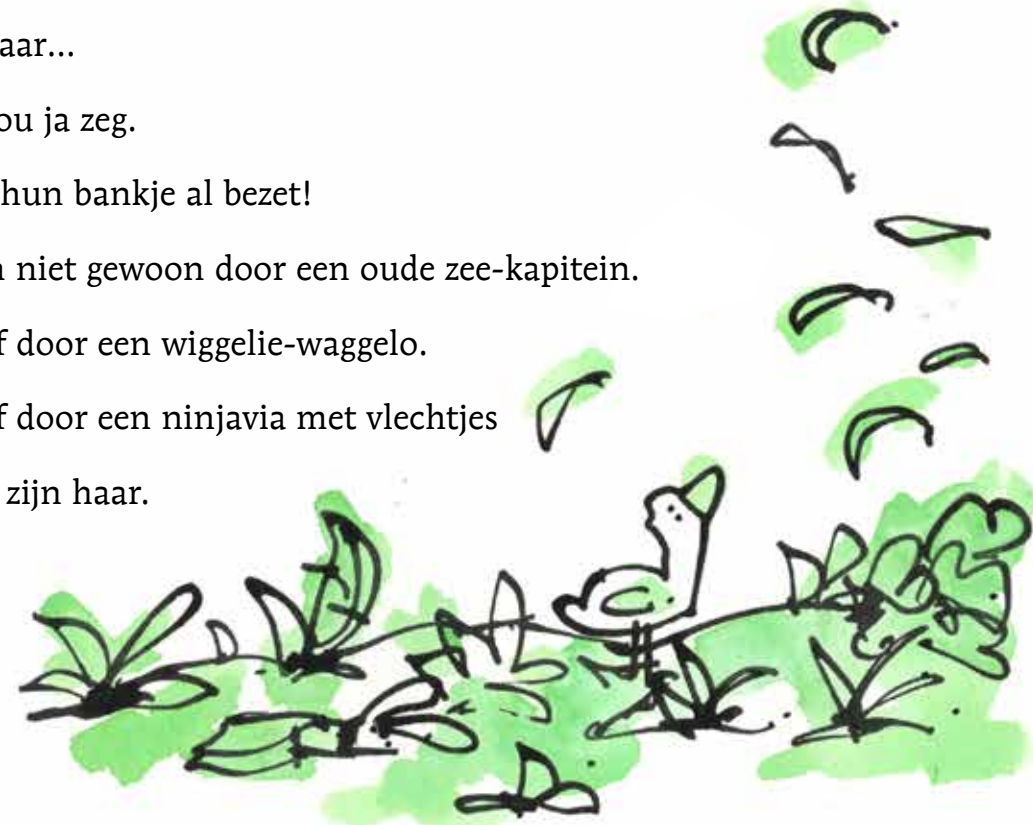 aar...
ou ja zeg.
hun bankje al bezet!
niet gewoon door een oude zee-kapitein.
door een wiggelie-waggelo.
door een ninjavia met vlechtjes
zijn haar.